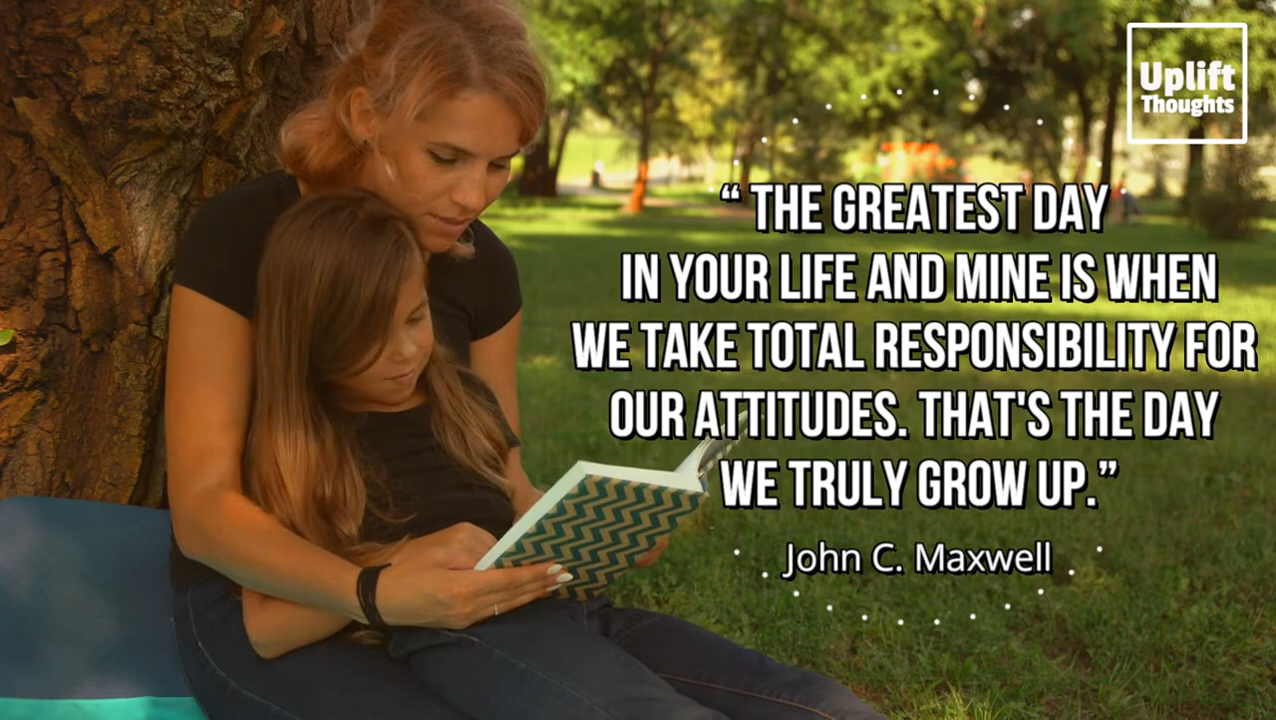 Uplift
Thoughts
“ THE GREATEST DAY
IN YOUR LIFE AND MINE IS WHEN
WE TAKE TOTAL RESPONSIBILITY FOR
OUR ATTITUDES. THAT'S THE DAY
WE TRULY GROW UP.”
John C. Maxwell